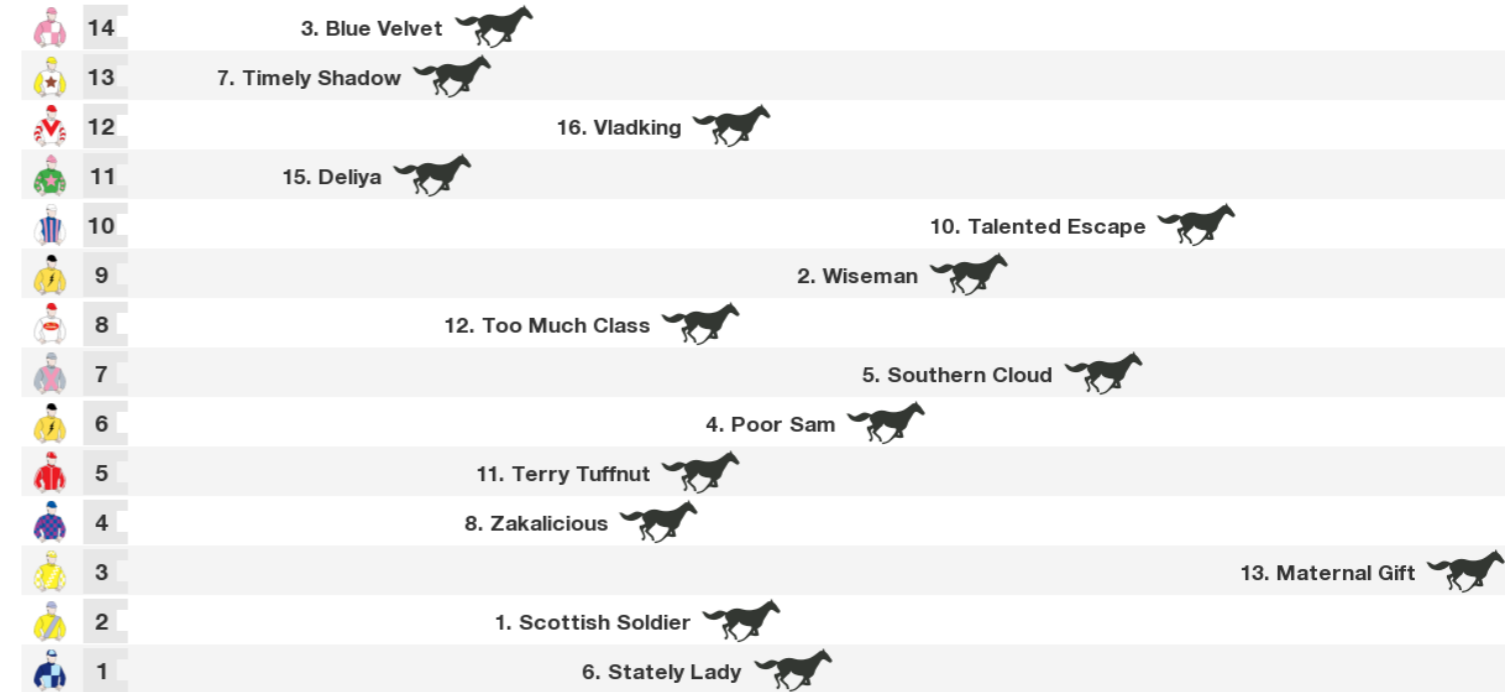 14 3. Blue Velvet
13 7. Timely Shadow
12 16. Vladking
11 15. Deliya
10 10. Talented Escape
9 2. Wiseman
8 12. Too Much Class
7 5. Southern Cloud
6 4. Poor Sam
5 11. Terry Tuffnut
4 8. Zakalicious
3 13. Maternal Gift
2 1. Scottish Soldier
1 6. Stately Lady